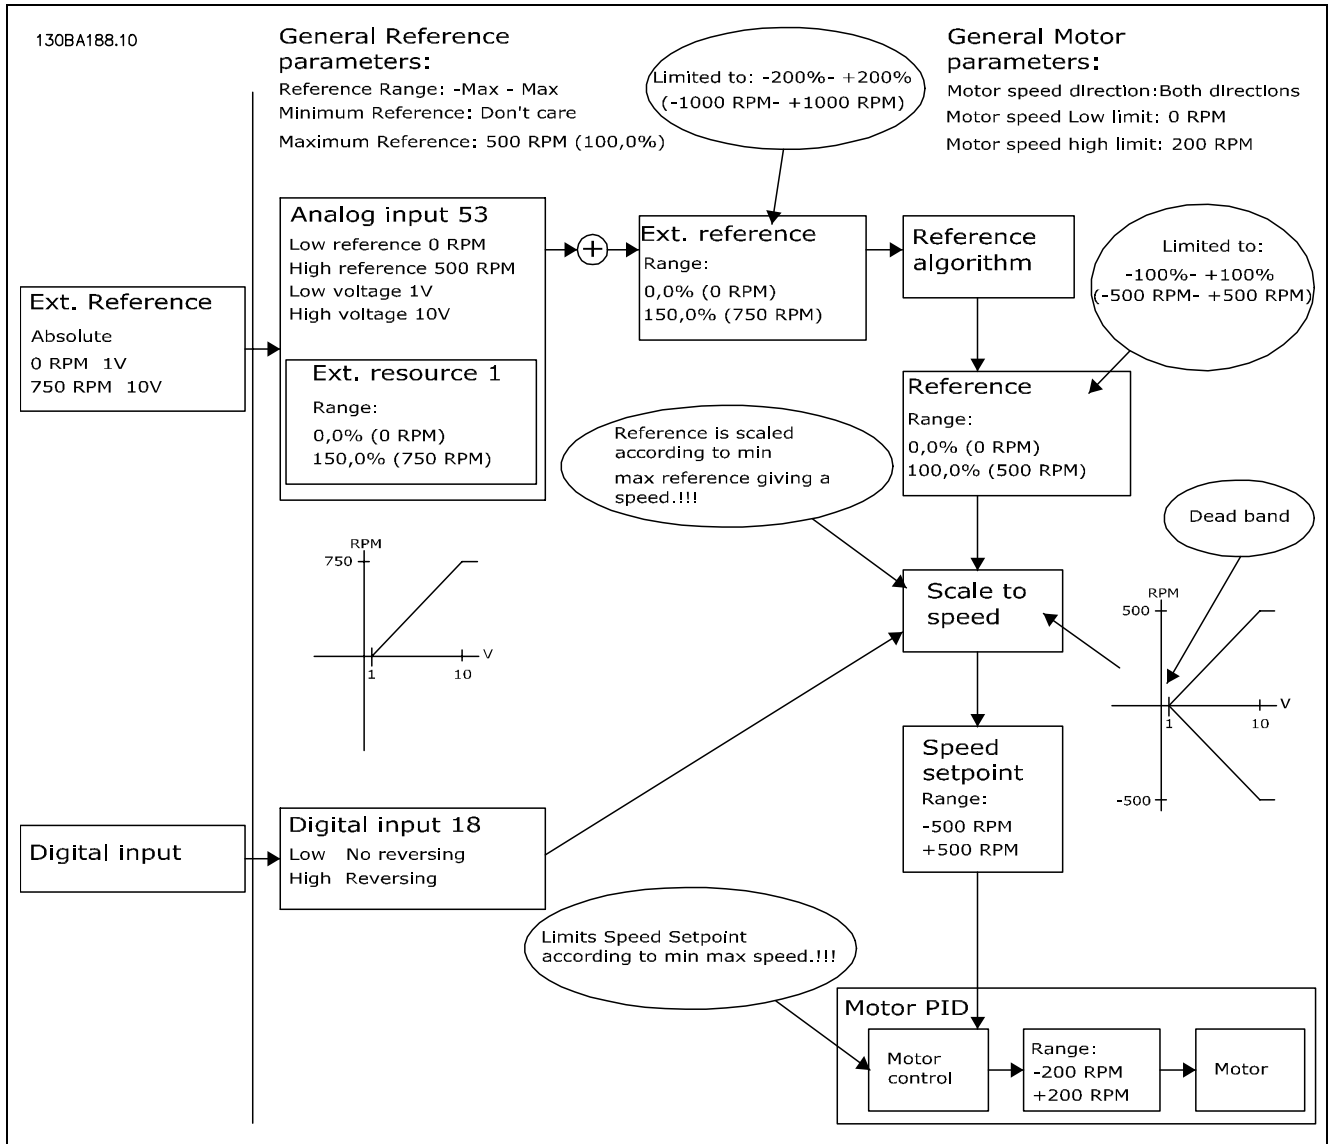 130BA188.10
General Reference
parameters:
Reference Range: -Max - Max
Minimum Reference: Don't care
Maximum Reference: 500 RPM (100,0%)
Limited to: -200%- +200%
(-1000 RPM- +1000 RPM)
General Motor
parameters:
Motor speed direction:Both directions
Motor speed Low limit: 0 RPM
Motor speed high limit: 200 RPM
Ext. Reference
Absolute
0 RPM 1V
750 RPM 10V
Analog input 53
Low reference 0 RPM
High reference 500 RPM
Low voltage 1V
High voltage 10V
Ext. resource 1
Range:
0,0% (0 RPM)
150,0% (750 RPM)
+
Ext. reference
Range:
0,0% (0 RPM)
150,0% (750 RPM)
Reference
algorithm
Limited to:
-100%- +100%
(-500 RPM- +500 RPM)
Reference
Range:
0,0% (0 RPM)
100,0% (500 RPM)
Reference is scaled
according to min
max reference giving a
speed.!!!
Dead band
RPM
750
V
1
10
Scale to
speed
RPM
500
V
1
10
-500
Speed
setpoint
Range:
-500 RPM
+500 RPM
Digital input
Digital input 18
Low No reversing
High Reversing
Limits Speed Setpoint
according to min max speed.!!!
Motor PID
Motor
control
Range:
-200 RPM
+200 RPM
Motor